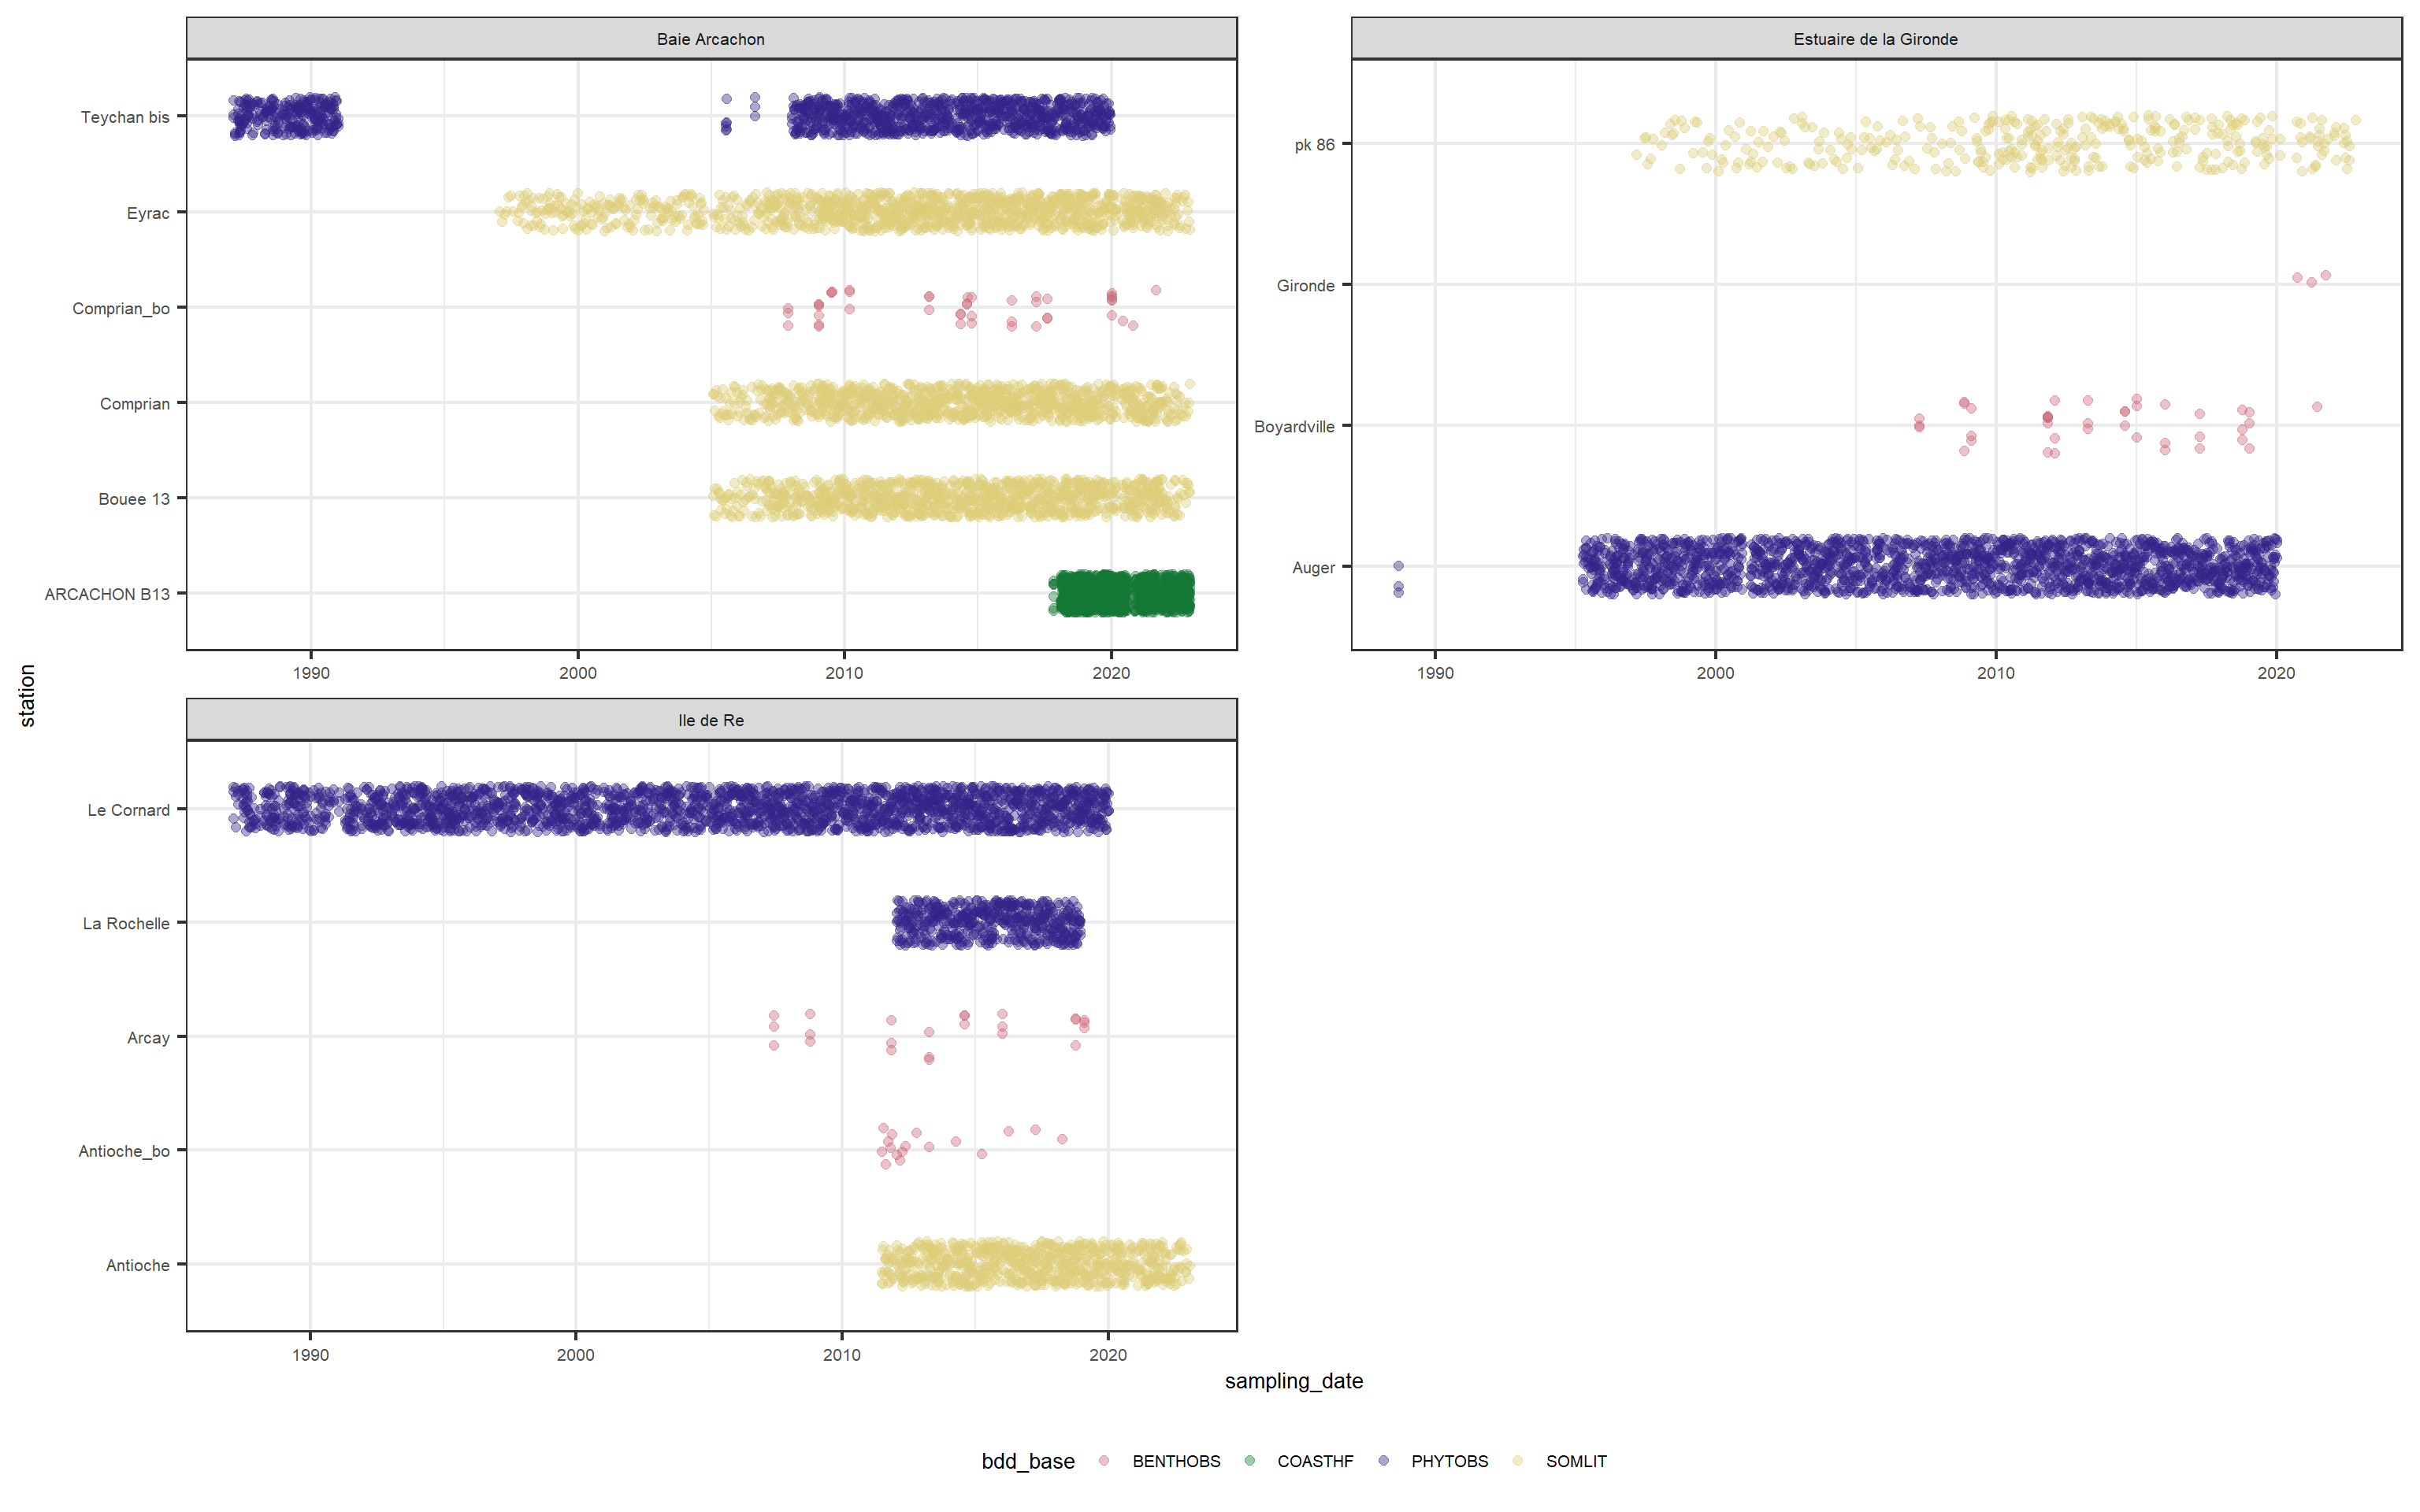 Baie Arcachon
Teychan bis
Eyrac
Comprian_bo
Comprian
Bouee 13
ARCACHON B13
1990 2000 2010 2020
Estuaire de la Gironde
pk 86
Gironde
Boyardville
Auger
1990 2000 2010 2020
station
Ile de Re
Le Cornard
La Rochelle
Arcay
Antioche_bo
Antioche
1990 2000 2010 2020
sampling_date
bdd_base BENTHOBS COASTHF PHYTOBS SOMLIT